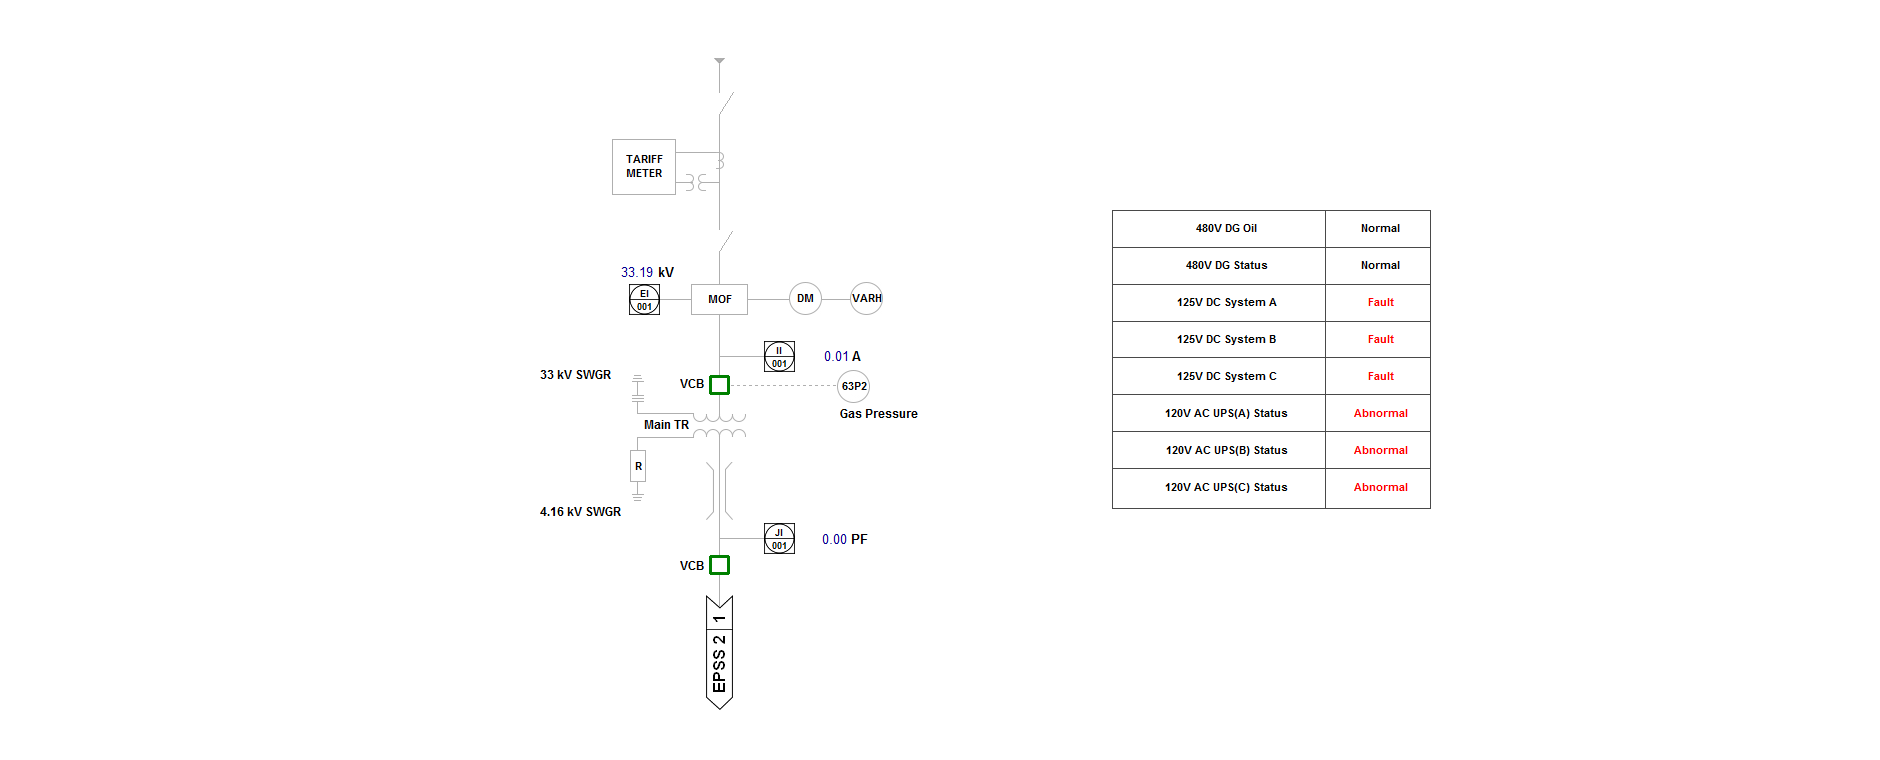 TARIFF
METER
33.19 kV
EI
001
MOF
DM
VARH
II
001
0.01 A
33 kV SWGR
VCB
63P2
Gas Pressure
Main TR
R
4.16 kV SWGR
JI
001
0.00 PF
VCB
1
EPSS 2
480V DG Oil Normal
480V DG Status Normal
125V DC System A Fault
125V DC System B Fault
125V DC System C Fault
120V AC UPS(A) Status Abnormal
120V AC UPS(B) Status Abnormal
120V AC UPS(C) Status Abnormal